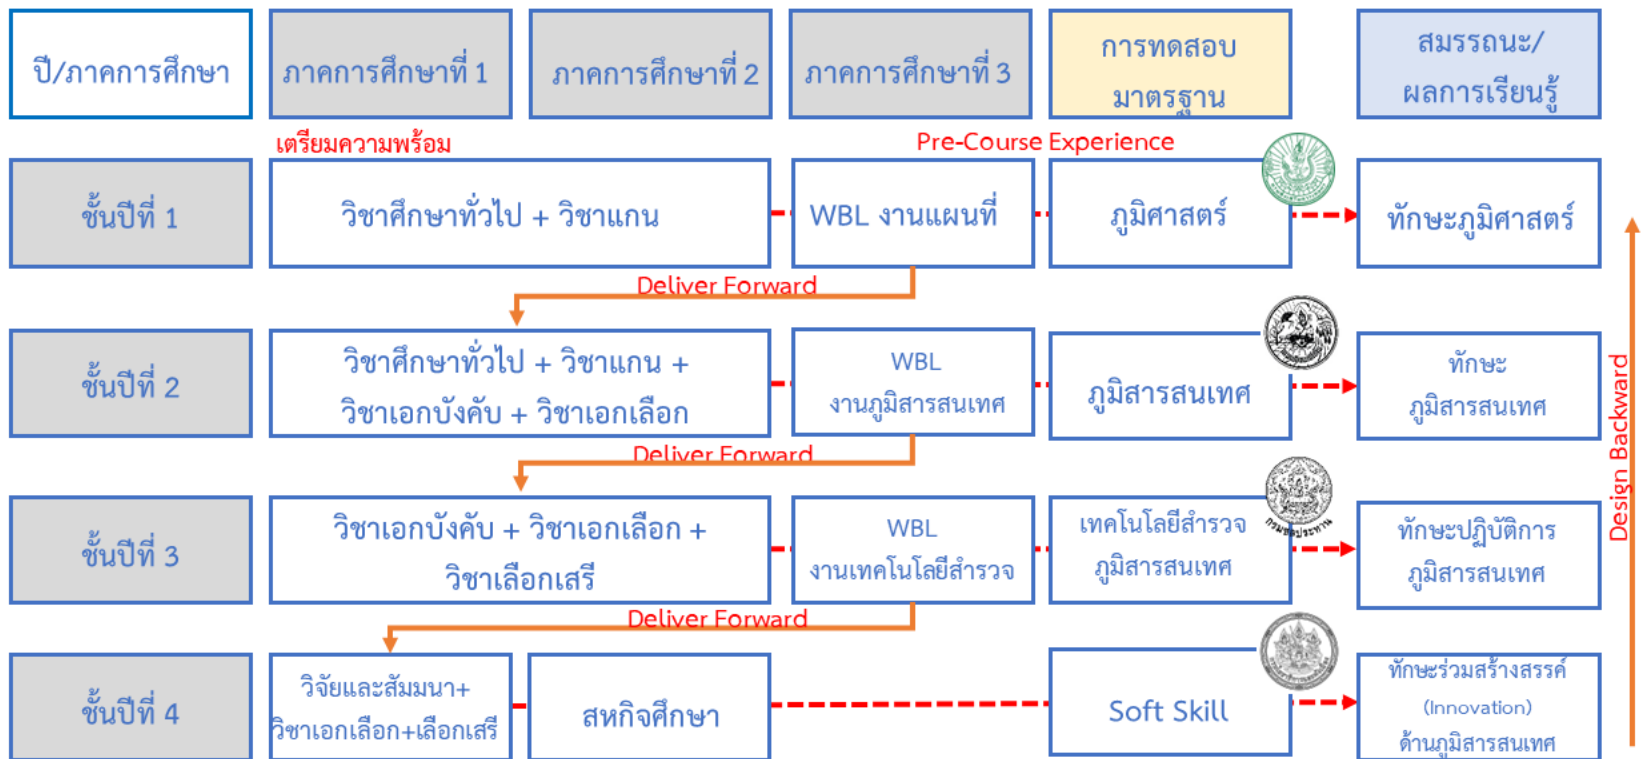 ปี/ภาคการศึกษา
ภาคการศึกษาที่ 1
ภาคการศึกษาที่ 2
ภาคการศึกษาที่ 3
การทดสอบ
มาตรฐาน
สมรรถนะ/
ผลการเรียนรู้
เตรียมความพร้อม
Pre-Course Experience
ชั้นปีที่ 1
วิชาศึกษาทั่วไป + วิชาแกน
WBL งานแผนที่
ภูมิศาสตร์
ทักษะภูมิศาสตร์
Deliver Forward
ชั้นปีที่ 2
วิชาศึกษาทั่วไป + วิชาแกน +
วิชาเอกบังคับ + วิชาเอกเลือก
WBL
งานภูมิสารสนเทศ
ภูมิสารสนเทศ
ทักษะ
ภูมิสารสนเทศ
Deliver Forward
Design Backward
ชั้นปีที่ 3
วิชาเอกบังคับ + วิชาเอกเลือก +
วิชาเลือกเสรี
WBL
งานเทคโนโลยีสำรวจ
เทคโนโลยีสำรวจ
ภูมิสารสนเทศ
กรมชลประทาน
ทักษะปฏิบัติการ
ภูมิสารสนเทศ
Deliver Forward
ชั้นปีที่ 4
วิจัยและสัมมนา+
วิชาเอกเลือก+เลือกเสรี
สหกิจศึกษา
Soft Skill
ทักษะร่วมสร้างสรรค์
(Innovation)
ด้านภูมิสารสนเทศ